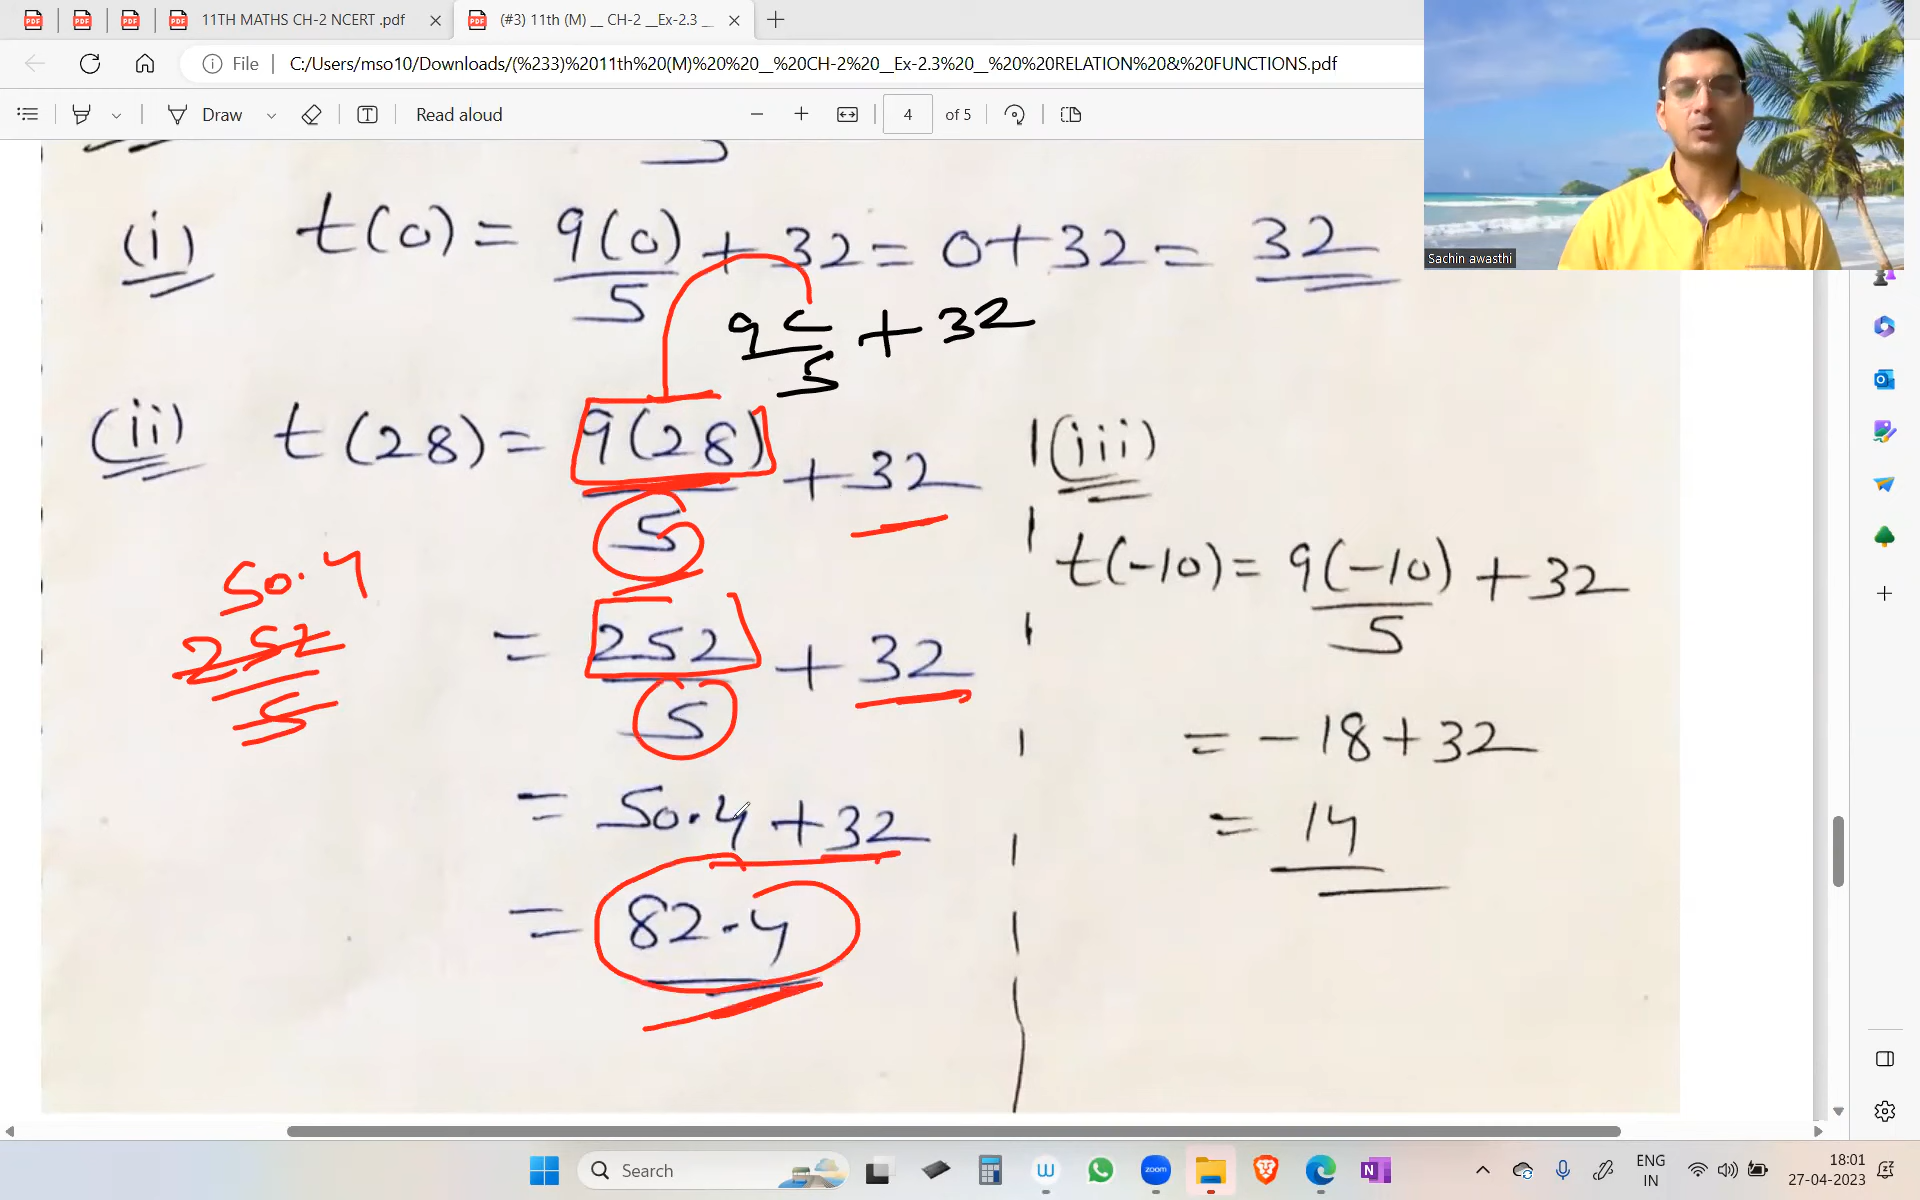 11TH MATHS CH-2 NCERT .pdf
(#3) 11th (M) __ CH-2 __Ex-2.3 __
File
C:/Users/mso10/Downloads/(%233)%2011th%20(M)%20%20__%20CH-2%20__Ex-2.3%20__%20%20RELATION%20&%20FUNCTIONS.pdf
Draw
Read aloud
4 of 5
Sachin awasthi
(i) t(0) = 9(0)/5 + 32 = 0+32 = 32
9c/5 + 32
(ii) t(28) = 9(28)/5 + 32
= 252/5 + 32
50.4
252/5
= 50.4 + 32
= 82.4
(iii)
t(-10) = 9(-10)/5 + 32
= -18+32
= 14
Search
zoom
ENG
IN
18:01
27-04-2023